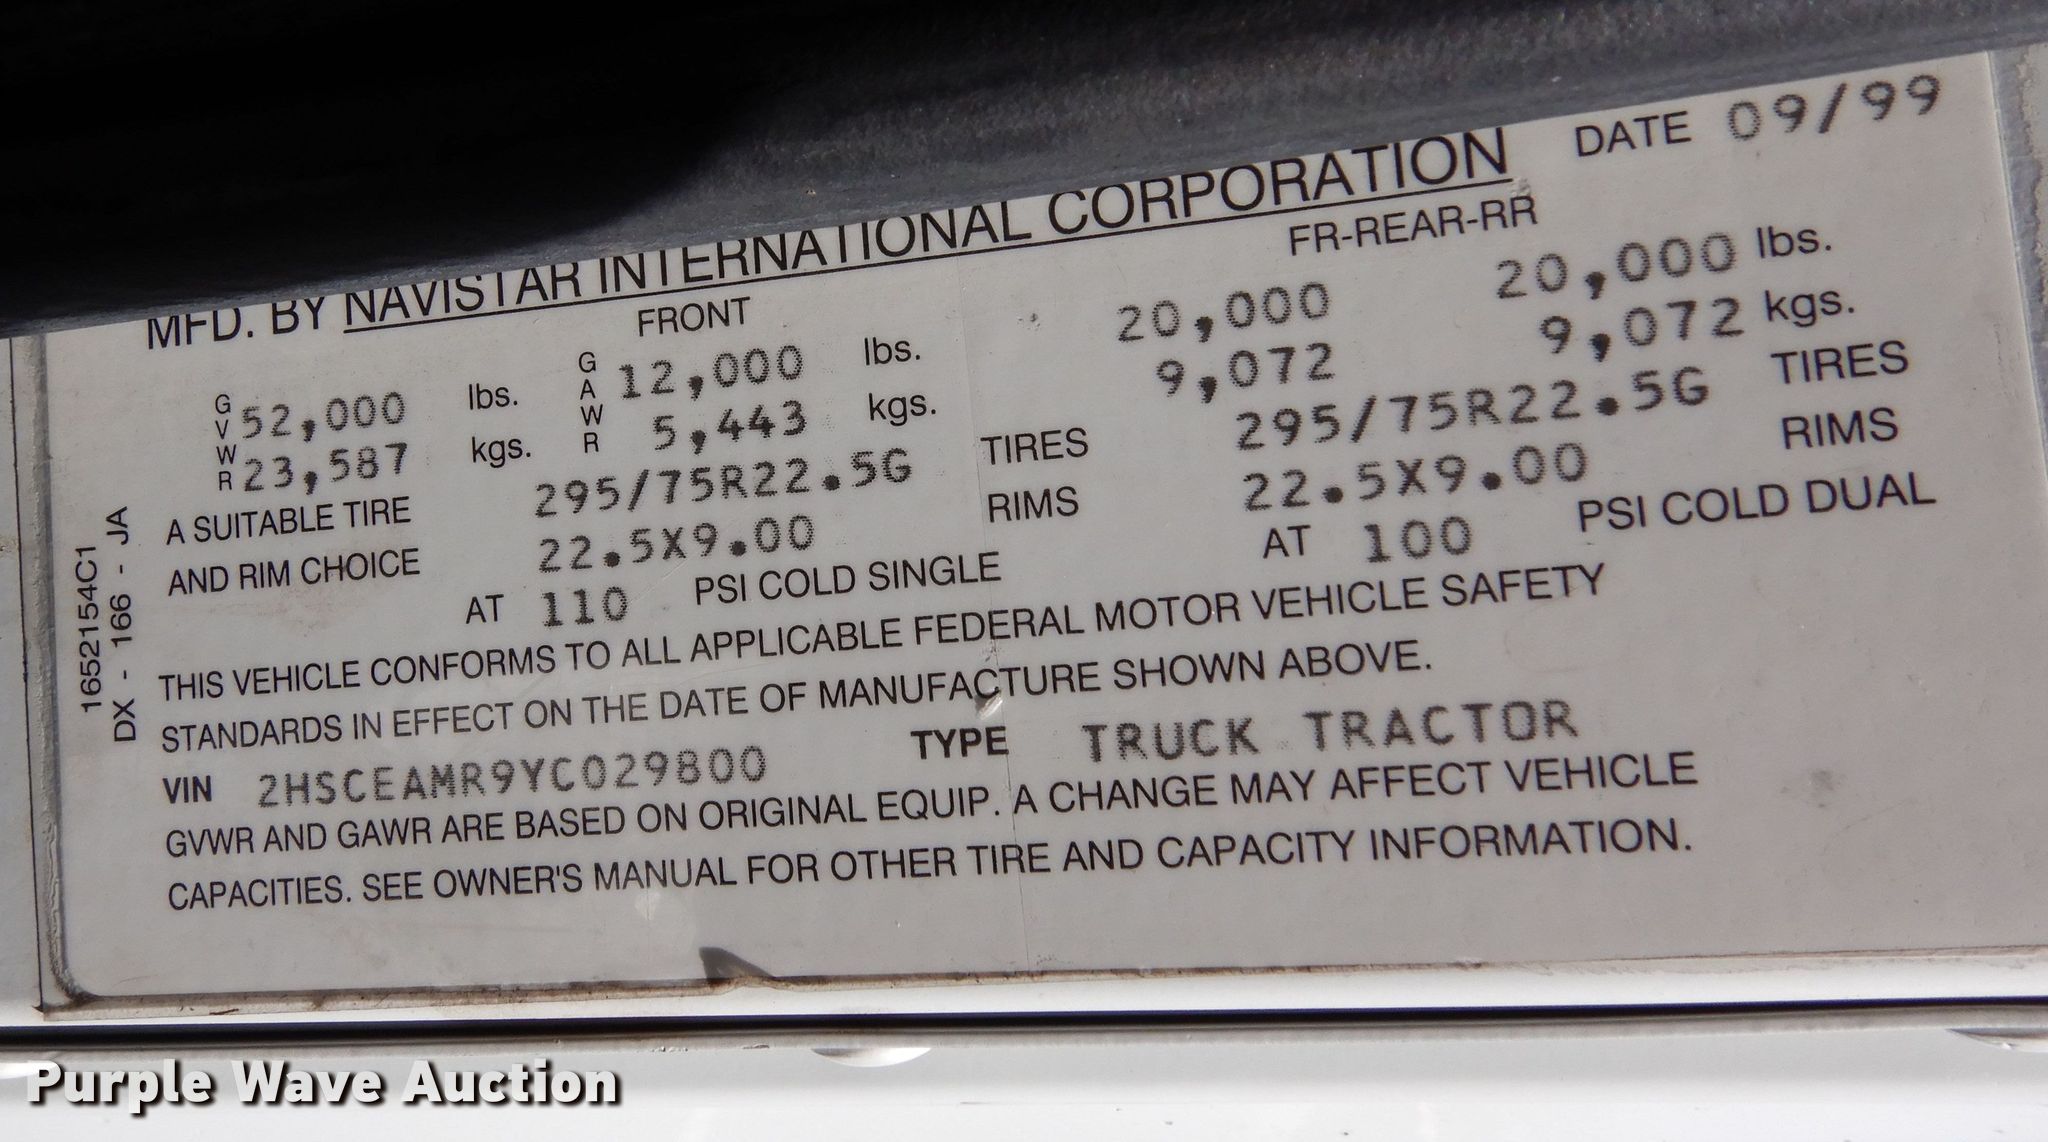 MFD. BY NAVISTAR INTERNATIONAL CORPORATION DATE 09/99
FRONT FR-REAR-RR
GVWR 52,000 lbs. GAWR 12,000 lbs. 20,000 20,000 lbs.
23,587 kgs. 5,443 kgs. 9,072 9,072 kgs.
A SUITABLE TIRE 295/75R22.5G TIRES 295/75R22.5G TIRES
AND RIM CHOICE 22.5X9.00 RIMS 22.5X9.00 RIMS
AT 110 PSI COLD SINGLE AT 100 PSI COLD DUAL
THIS VEHICLE CONFORMS TO ALL APPLICABLE FEDERAL MOTOR VEHICLE SAFETY
STANDARDS IN EFFECT ON THE DATE OF MANUFACTURE SHOWN ABOVE.
VIN 2HSCEAMR9YC029800 TYPE TRUCK TRACTOR
GVWR AND GAWR ARE BASED ON ORIGINAL EQUIP. A CHANGE MAY AFFECT VEHICLE
CAPACITIES. SEE OWNER'S MANUAL FOR OTHER TIRE AND CAPACITY INFORMATION.
1652154C1
DX - 166 - JA
Purple Wave Auction